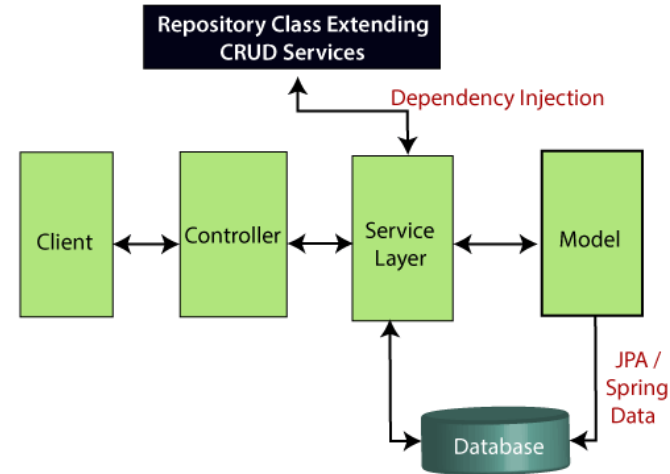 Repository Class Extending
CRUD Services
Dependency Injection
Client
Controller
Service
Layer
Model
JPA /
Spring
Data
Database